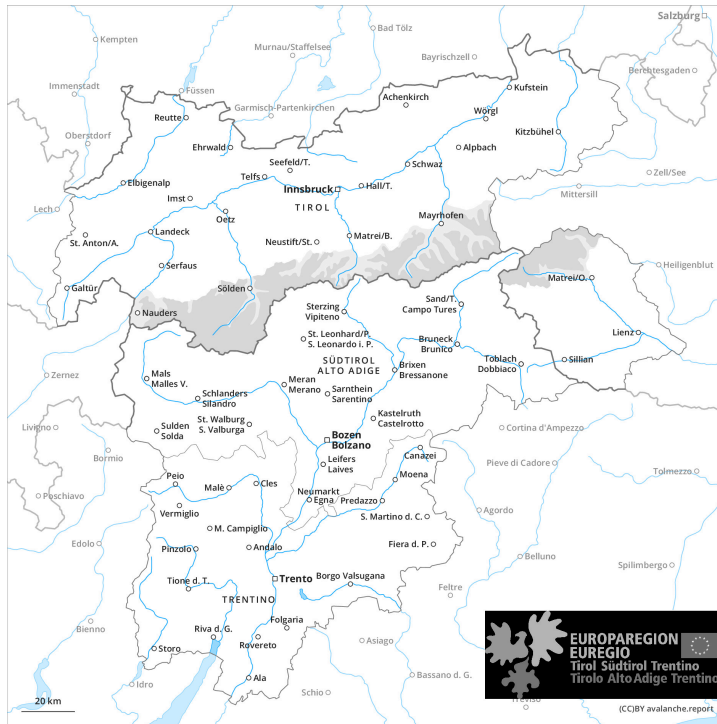 Salzburg
Kempten
Bad Tölz
Murnau/Staffelsee
Bayrischzell
Berchtesgaden
Immenstadt
Füssen
Garmisch-Partenkirchen
Achenkirch
Kufstein
Reutte
Wörgl
Kitzbühel
Oberstdorf
Ehrwald
Alpbach
Seefeld/T.
Schwaz
Zell/See
Telfs
Elbigenalp
Innsbruck
Hall/T.
Mittersill
Imst
TIROL
Lech
Oetz
Mayrhofen
St. Anton/A.
Landeck
Neustift/St.
Matrei/B.
Serfaus
Heiligenblut
Matrei/O.
Galtür
Sölden
Nauders
Sterzing
Vipiteno
Sand/T.
Campo Tures
Lienz
St. Leonhard/P.
S. Leonardo i. P.
Bruneck
Brunico
Sillian
SÜDTIROL
ALTO ADIGE
Toblach
Dobbiaco
Zernez
Mals
Malles V.
Meran
Merano
Brixen
Bressanone
Schlanders
Silandro
Sarnthein
Sarentino
St. Walburg
S. Valburga
Kastelruth
Castelrotto
Livigno
Sulden
Solda
Bozen
Bolzano
Cortina d'Ampezzo
Bormio
Canazei
Leifers
Laives
Pieve di Cadore
Tolmezzo
Peio
Moena
Poschiavo
Malè
Cles
Neumarkt
Egna
Predazzo
Vermiglio
Agordo
S. Martino d. C.
M. Campiglio
Edolo
Pinzolo
Andalo
Fiera d. P.
Belluno
Spilimbergo
Tione d. T.
Trento
Borgo Valsugana
Feltre
TRENTINO
Bienno
Folgaria
Riva d. G.
Rovereto
Asiago
Storo
Ala
Idro
Schio
Bassano d. G.
Treviso
EUROPAREGION
EUREGIO
Tirol Südtirol Trentino
Tirolo Alto Adige Trentino
20 km
(CC)BY avalanche.report